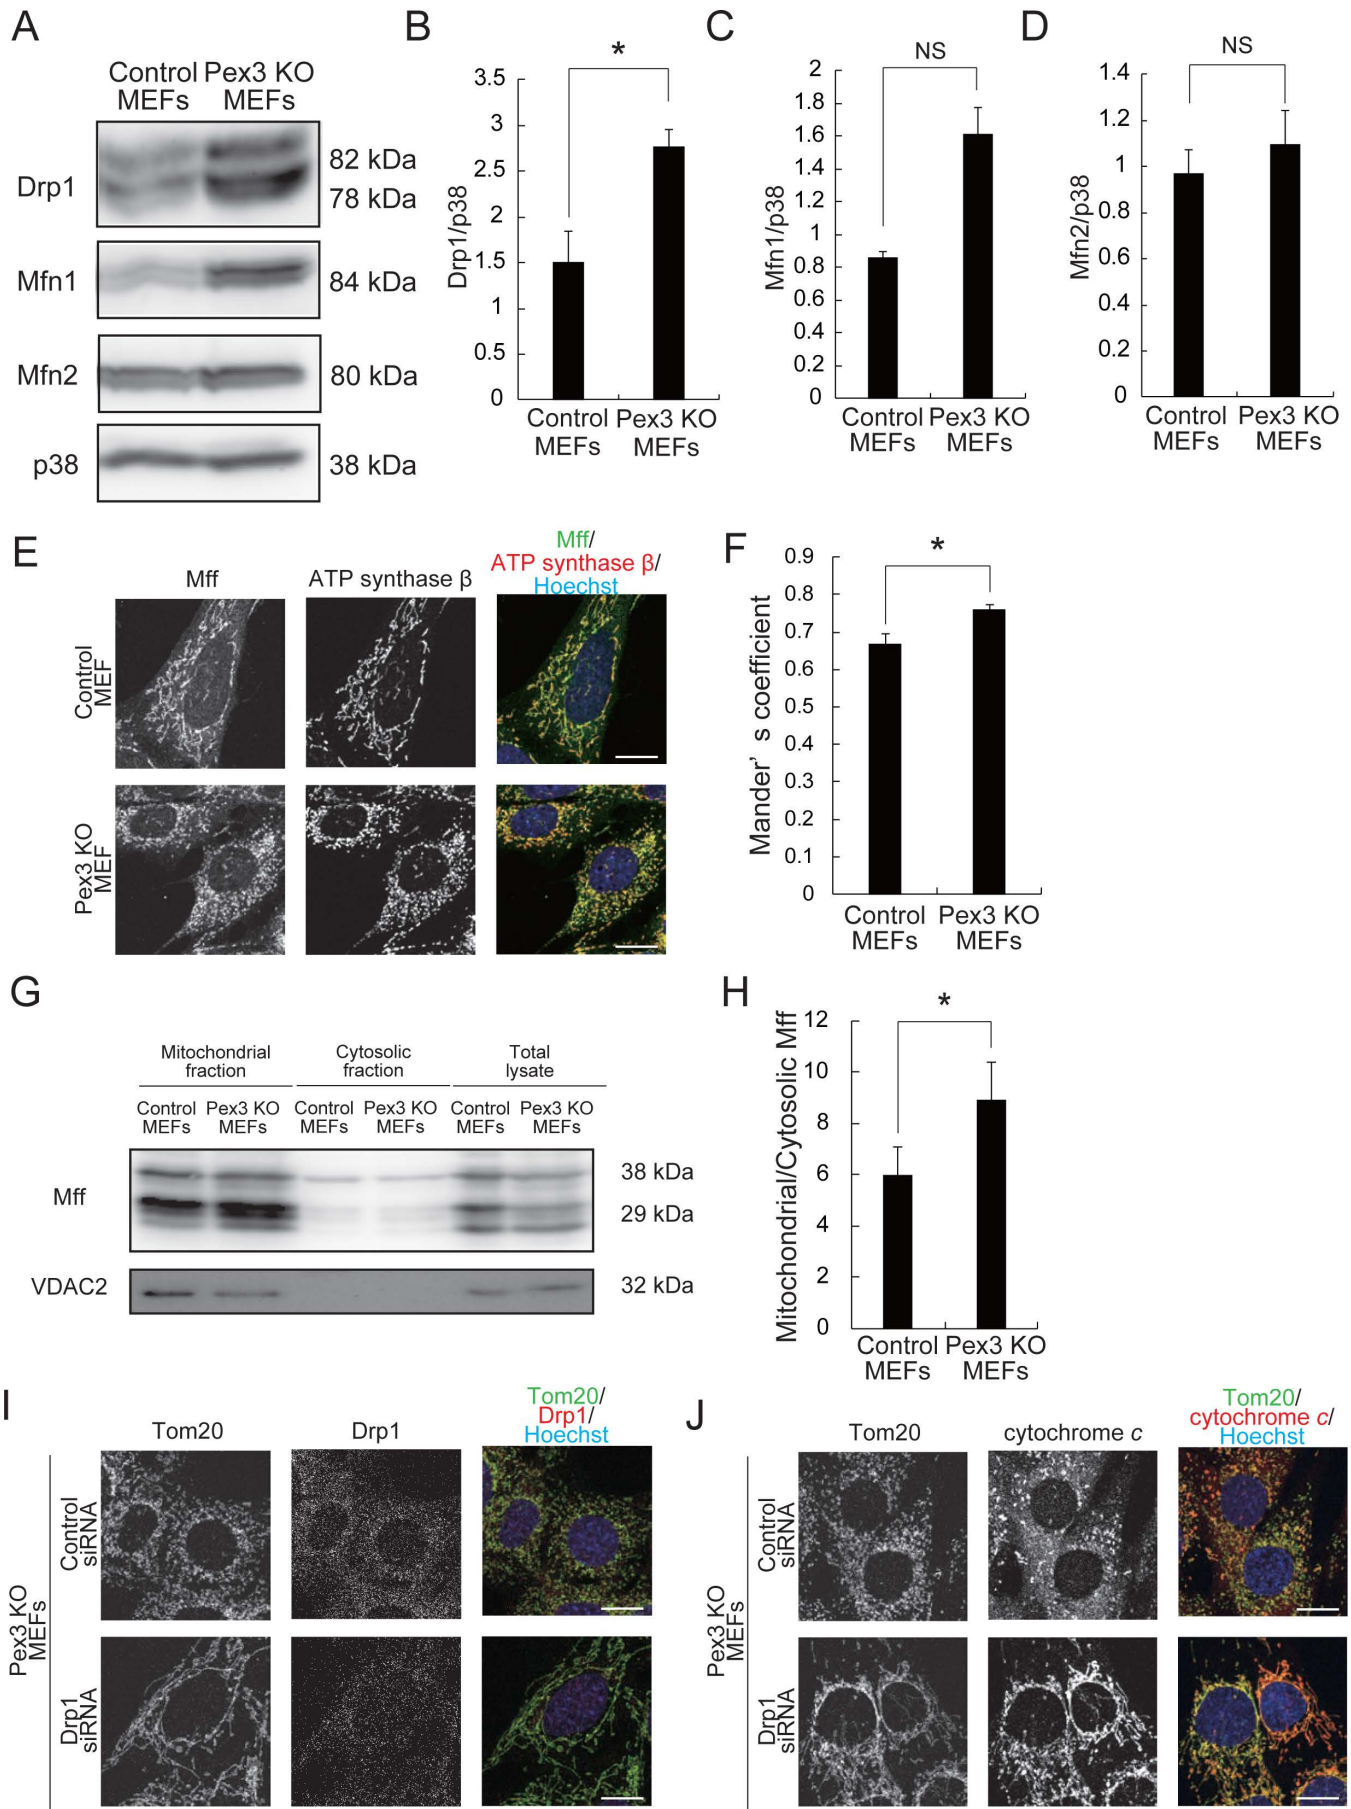 A
Control Pex3 KO
MEFs MEFs
Drp1
82 kDa
78 kDa
Mfn1
84 kDa
Mfn2
80 kDa
p38
38 kDa
B
*
Drp1/p38
3.5
3
2.5
2
1.5
1
0.5
0
Control Pex3 KO
MEFs MEFs
C
NS
Mfn1/p38
2
1.8
1.6
1.4
1.2
1
0.8
0.6
0.4
0.2
0
Control Pex3 KO
MEFs MEFs
D
NS
Mfn2/p38
1.4
1.2
1
0.8
0.6
0.4
0.2
0
Control Pex3 KO
MEFs MEFs
E
Mff
ATP synthase β
Mff/
ATP synthase β/
Hoechst
Control
MEF
Pex3 KO
MEF
F
*
Mander' s coefficient
0.9
0.8
0.7
0.6
0.5
0.4
0.3
0.2
0.1
0
Control Pex3 KO
MEFs MEFs
G
Mitochondrial
fraction
Cytosolic
fraction
Total
lysate
Control Pex3 KO Control Pex3 KO Control Pex3 KO
MEFs MEFs MEFs MEFs MEFs MEFs
Mff
38 kDa
29 kDa
VDAC2
32 kDa
H
*
Mitochondrial/Cytosolic Mff
12
10
8
6
4
2
0
Control Pex3 KO
MEFs MEFs
I
Tom20
Drp1
Tom20/
Drp1/
Hoechst
Pex3 KO
MEFs
Control
siRNA
Drp1
siRNA
J
Tom20
cytochrome c
Tom20/
cytochrome c/
Hoechst
Pex3 KO
MEFs
Control
siRNA
Drp1
siRNA